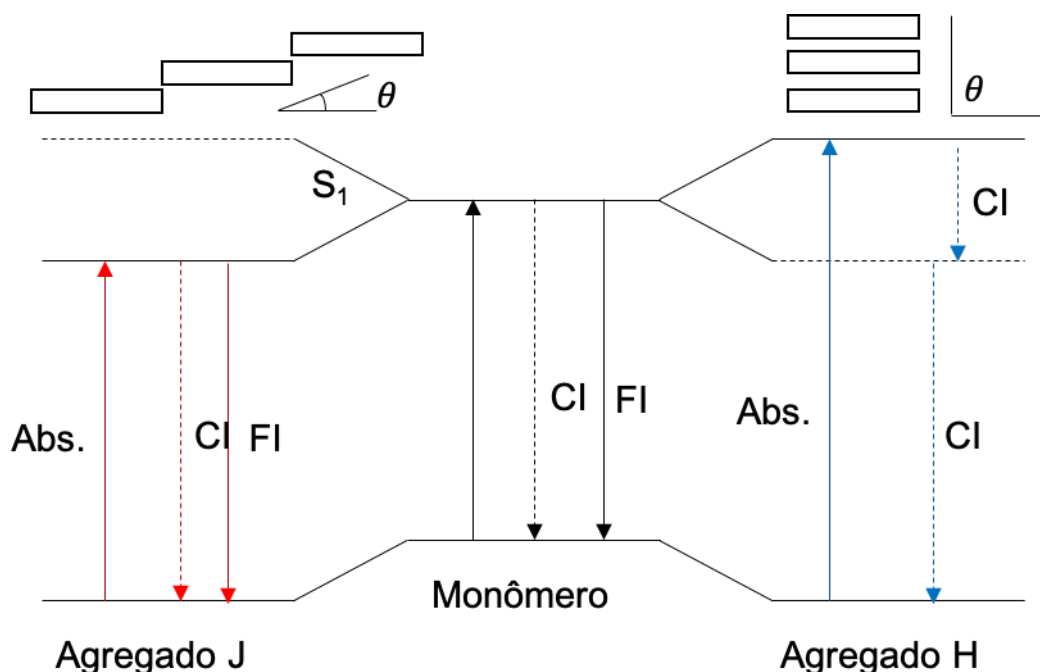 θ
θ
S₁
CI
Abs.
CI
FI
CI
FI
Abs.
CI
Monômero
Agregado J
Agregado H